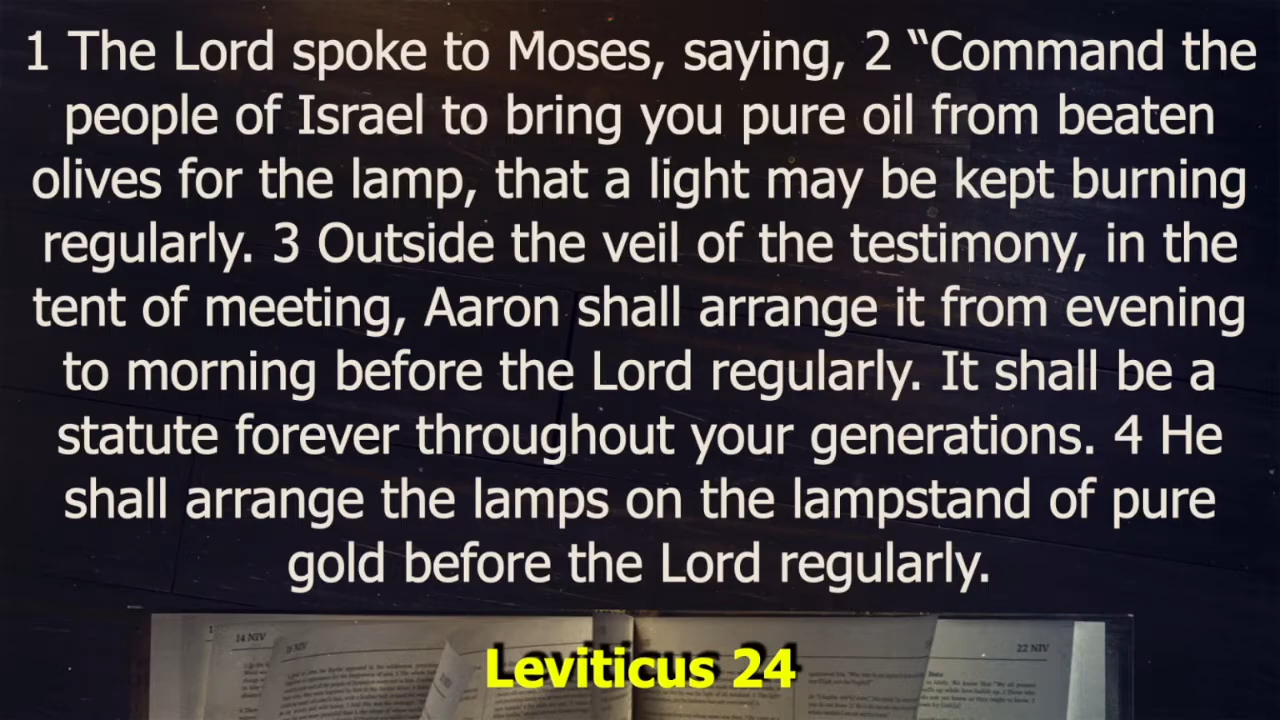 1 The Lord spoke to Moses, saying, 2 “Command the
people of Israel to bring you pure oil from beaten
olives for the lamp, that a light may be kept burning
regularly. 3 Outside the veil of the testimony, in the
tent of meeting, Aaron shall arrange it from evening
to morning before the Lord regularly. It shall be a
statute forever throughout your generations. 4 He
shall arrange the lamps on the lampstand of pure
gold before the Lord regularly.
14 NIV
22 NIV
Leviticus 24